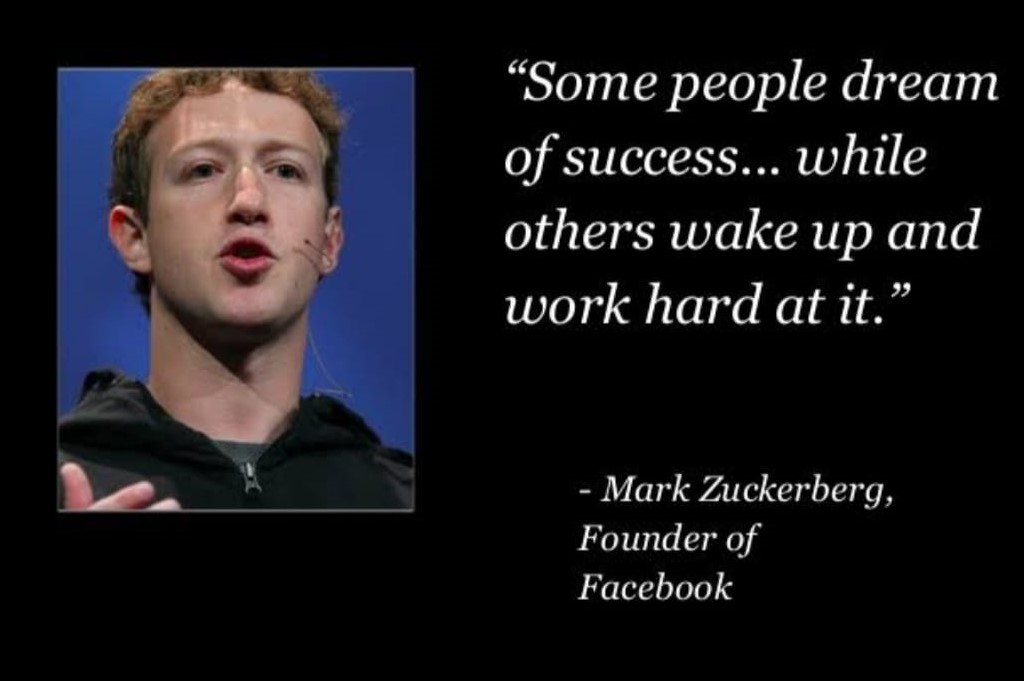 “Some people dream
of success... while
others wake up and
work hard at it.”
- Mark Zuckerberg,
Founder of
Facebook